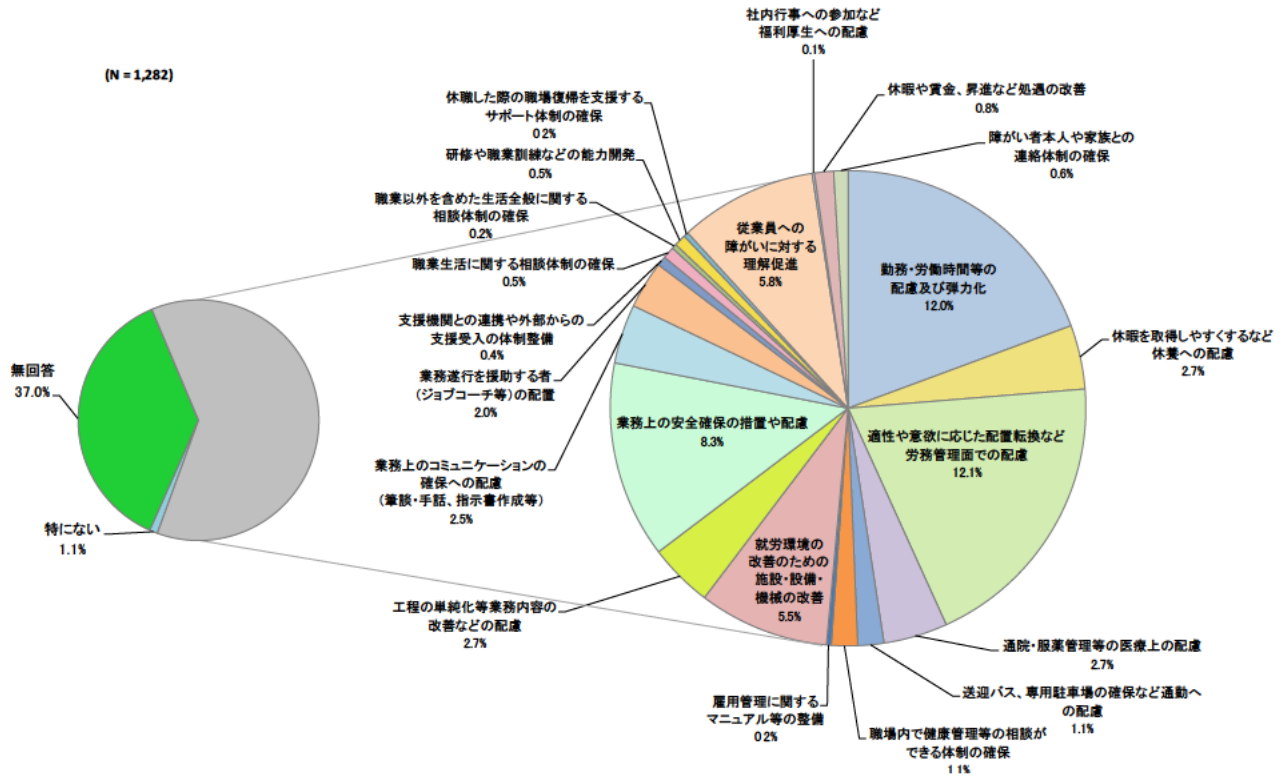 (N = 1,282)
社内行事への参加など
福利厚生への配慮
0.1%
休暇や賃金、昇進など処遇の改善
0.8%
障がい者本人や家族との
連絡体制の確保
0.6%
休職した際の職場復帰を支援する
サポート体制の確保
0 2%
研修や職業訓練などの能力開発
0.5%
職業以外を含めた生活全般に関する
相談体制の確保
0.2%
職業生活に関する相談体制の確保
0.5%
支援機関との連携や外部からの
支援受入の体制整備
0.4%
業務遂行を援助する者
（ジョブコーチ等）の配置
2.0%
業務上のコミュニケーションの
確保への配慮
（筆談・手話、指示書作成等）
2.5%
従業員への
障がいに対する
理解促進
5.8%
勤務・労働時間等の
配慮及び弾力化
12.0%
休暇を取得しやすくするなど
休養への配慮
2.7%
適性や意欲に応じた配置転換など
労務管理面での配慮
12.1%
業務上の安全確保の措置や配慮
8.3%
無回答
37.0%
特にない
1.1%
就労環境の
改善のための
施設・設備・
機械の改善
5.5%
工程の単純化等業務内容の
改善などの配慮
2.7%
通院・服薬管理等の医療上の配慮
2.7%
送迎バス、専用駐車場の確保など通勤へ
の配慮
1.1%
雇用管理に関する
マニュアル等の整備
0 2%
職場内で健康管理等の相談が
できる体制の確保
1.1%